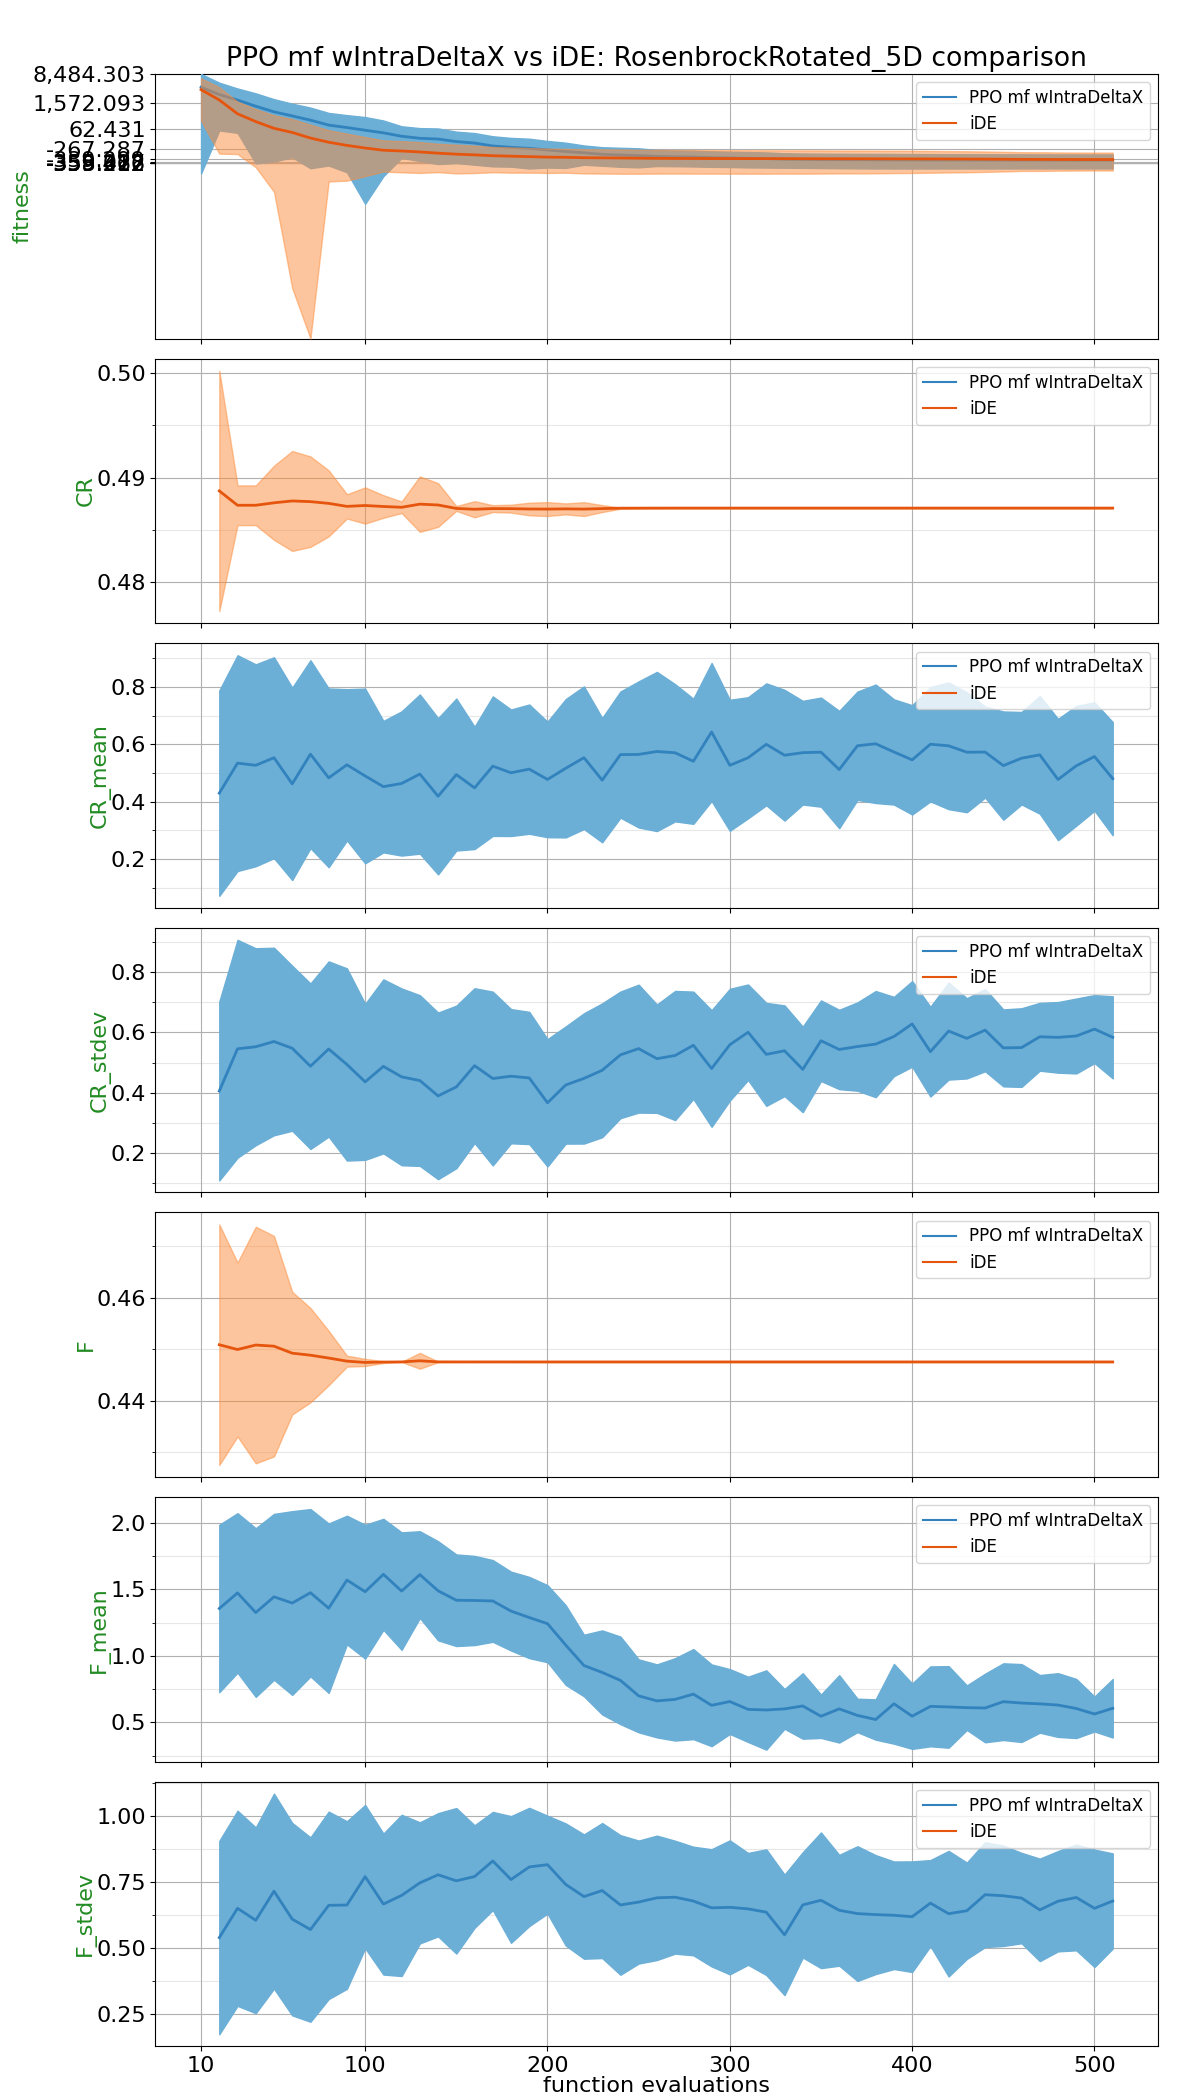 PPO mf wIntraDeltaX vs iDE: RosenbrockRotated_5D comparison
8,484.303
1,572.093
62.431
-267.287
fitness
PPO mf wIntraDeltaX
iDE
0.50
0.49
0.48
CR
PPO mf wIntraDeltaX
iDE
0.8
0.6
0.4
0.2
CR_mean
PPO mf wIntraDeltaX
iDE
0.8
0.6
0.4
0.2
CR_stdev
PPO mf wIntraDeltaX
iDE
0.46
0.44
F
PPO mf wIntraDeltaX
iDE
2.0
1.5
1.0
0.5
F_mean
PPO mf wIntraDeltaX
iDE
1.00
0.75
0.50
0.25
F_stdev
PPO mf wIntraDeltaX
iDE
10 100 200 300 400 500
function evaluations